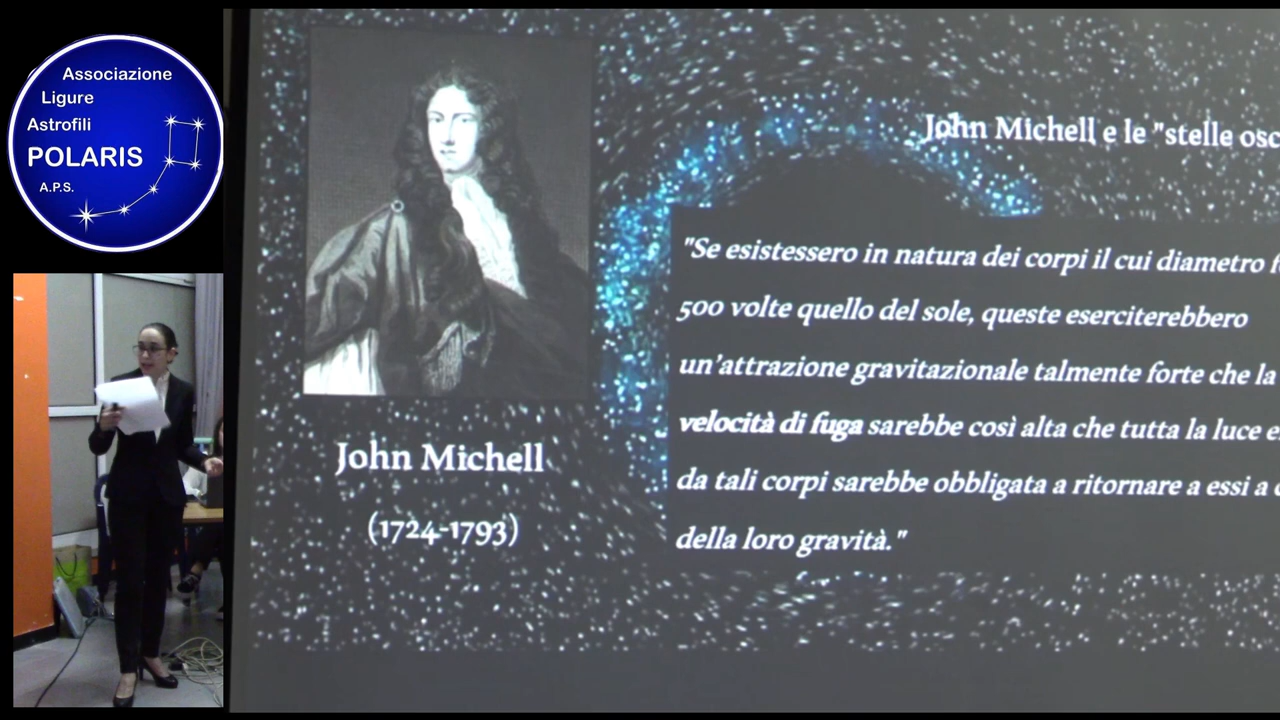 Associazione
Ligure
Astrofili
POLARIS
A.P.S.
John Michell e le "stelle osc
"Se esistessero in natura dei corpi il cui diametro f
500 volte quello del sole, queste eserciterebbero
un'attrazione gravitazionale talmente forte che la
velocità di fuga sarebbe così alta che tutta la luce e
da tali corpi sarebbe obbligata a ritornare a essi a
della loro gravità."
John Michell
(1724-1793)